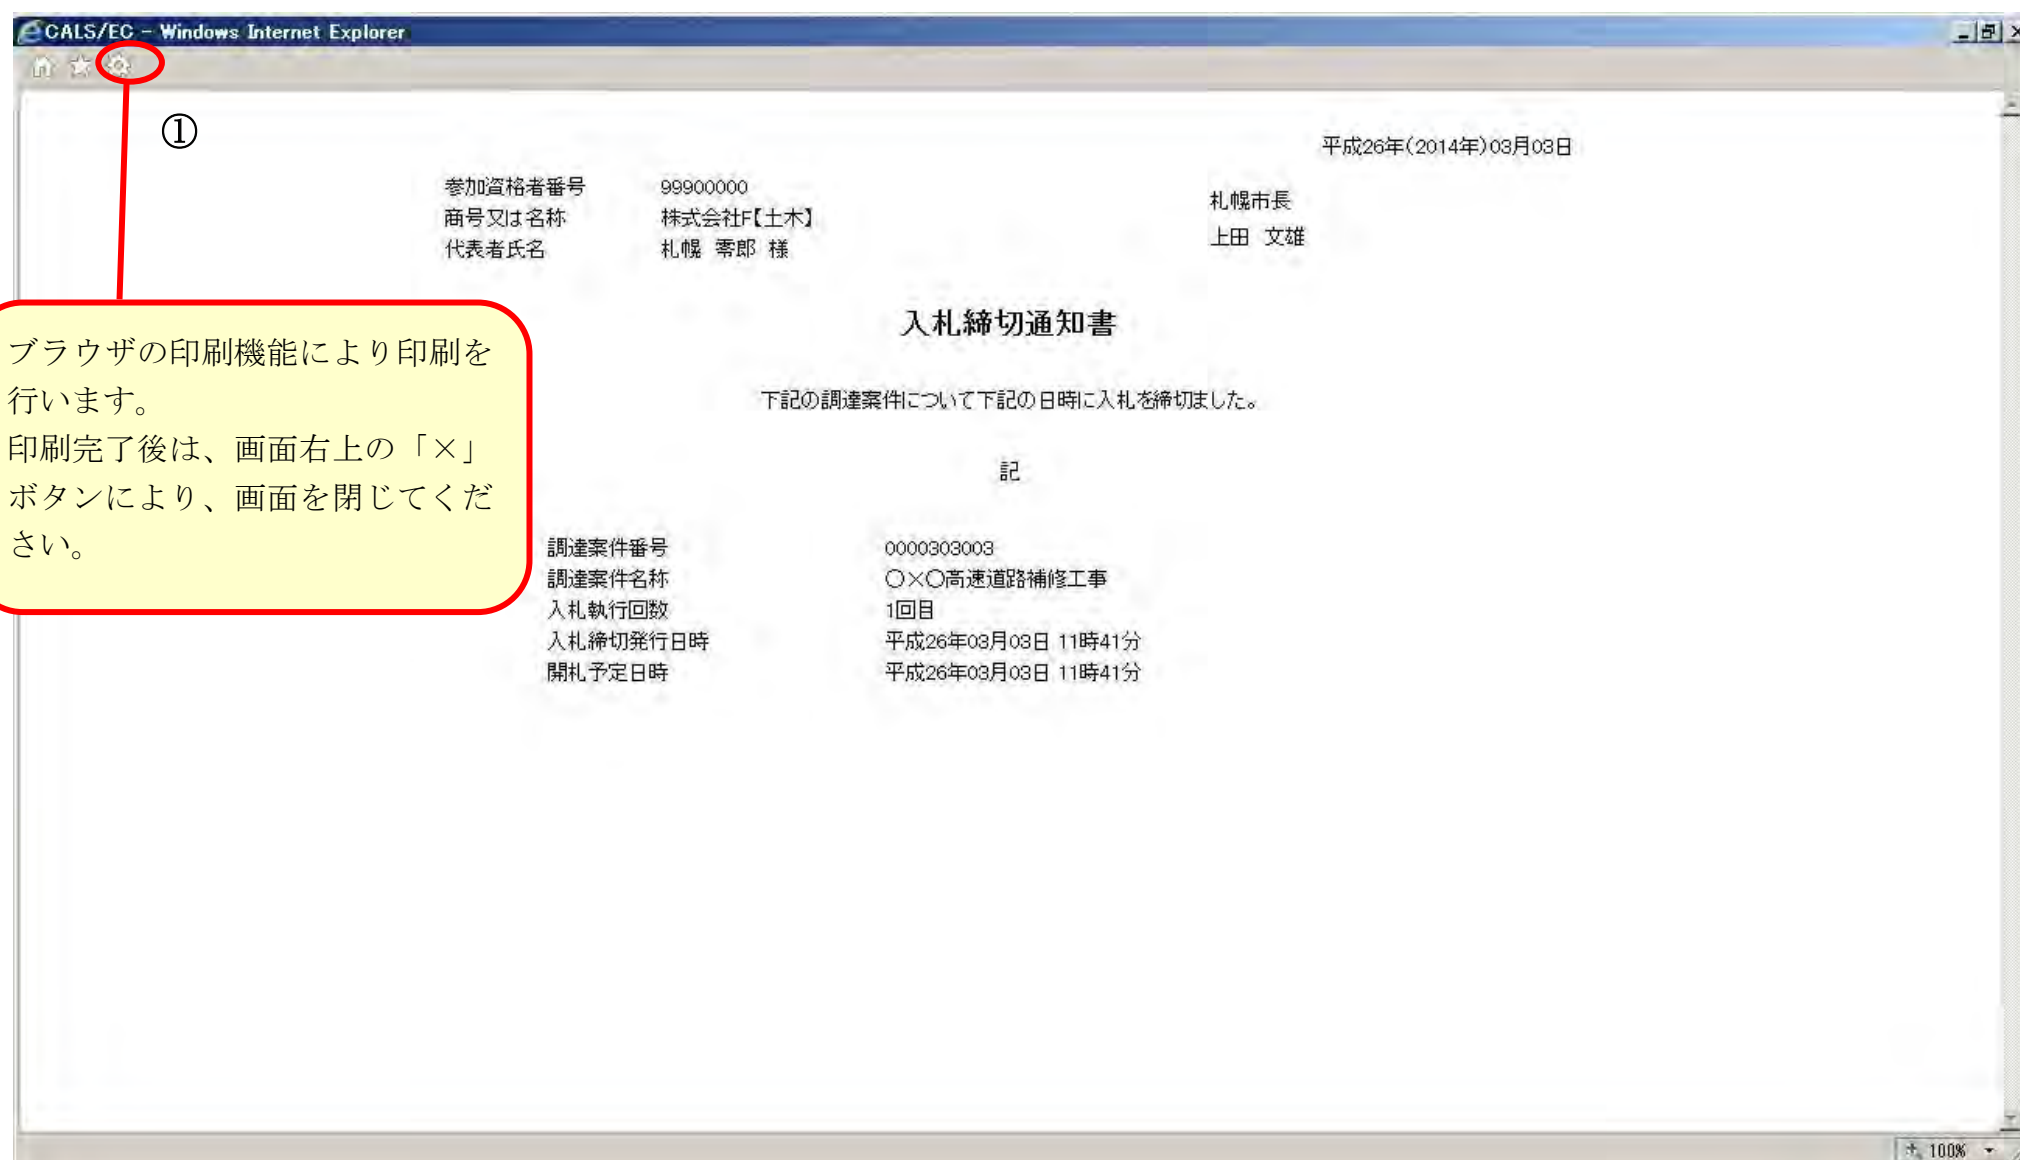 CALS/EC - Windows Internet Explorer
①
平成26年(2014年)03月03日
参加資格者番号 99900000
商号又は名称 株式会社F【土木】
代表者氏名 札幌 零郎 様
札幌市長
上田 文雄
入札締切通知書
ブラウザの印刷機能により印刷を
行います。
印刷完了後は、画面右上の「×」
ボタンにより、画面を閉じてくだ
さい。
下記の調達案件について下記の日時に入札を締切ました。
記
調達案件番号 0000303003
調達案件名称 ○×○高速道路補修工事
入札執行回数 1回目
入札締切発行日時 平成26年03月03日 11時41分
開札予定日時 平成26年03月03日 11時41分
100%